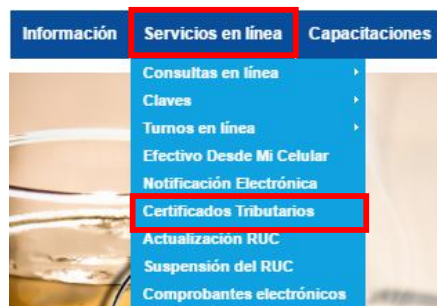 Información Servicios en línea Capacitaciones
Consultas en línea
Claves
Turnos en línea
Efectivo Desde Mi Celular
Notificación Electrónica
Certificados Tributarios
Actualización RUC
Suspensión del RUC
Comprobantes electrónicos